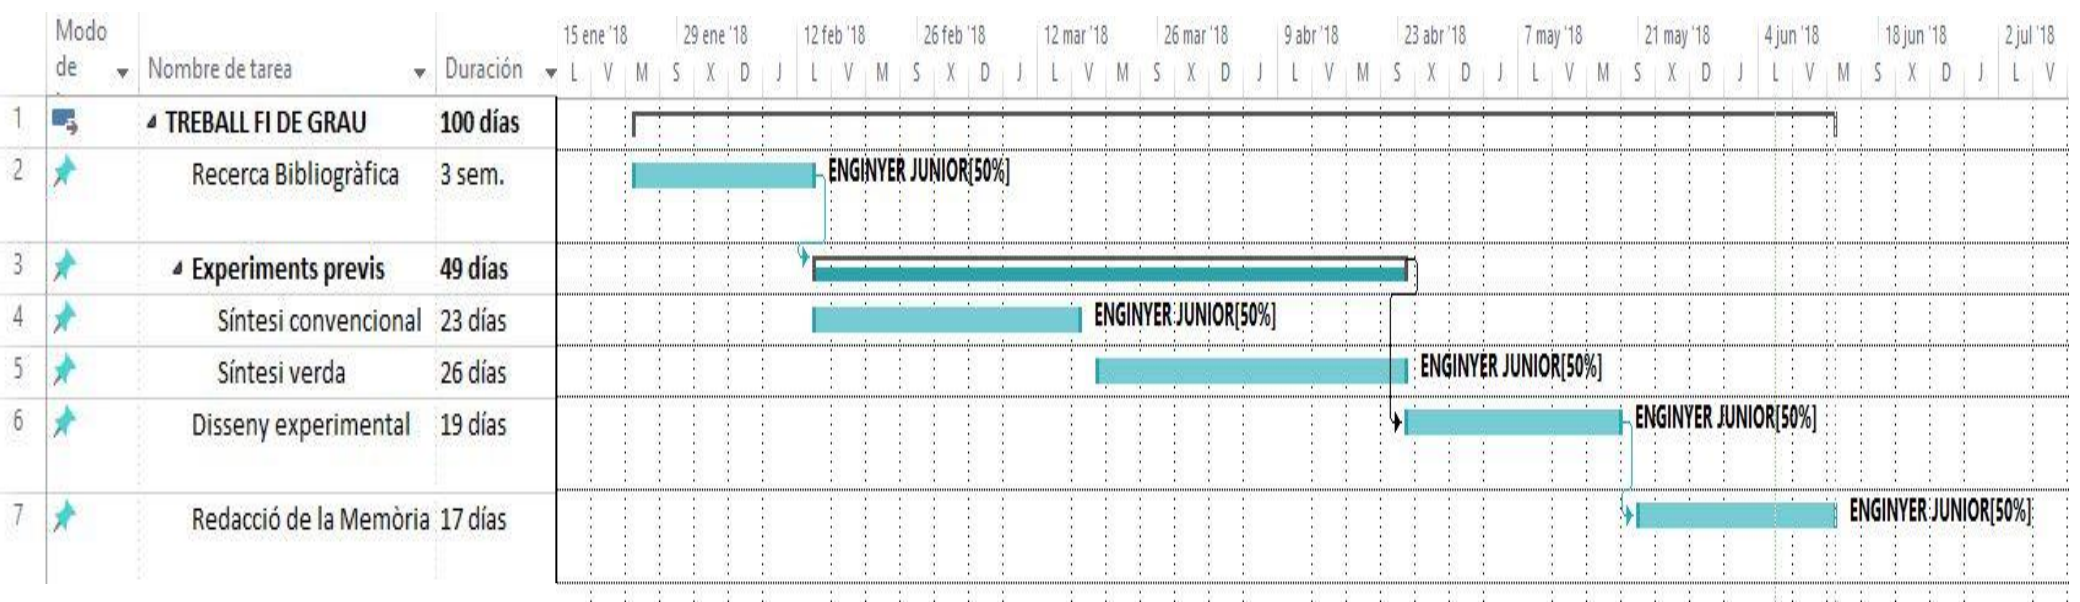 Modo de
Nombre de tarea
Duración
15 ene '18 29 ene '18 12 feb '18 26 feb '18 12 mar '18 26 mar '18 9 abr '18 23 abr '18 7 may '18 21 may '18 4 jun '18 18 jun '18 2 jul '18
L V M S X D J L V M S X D J L V M S X D J L V M S X D J L V M S X D J L V M S X D J L V
1 TREBALL FI DE GRAU 100 días
2 Recerca Bibliogràfica 3 sem. ENGINYER JUNIOR[50%]
3 Experiments previs 49 días
4 Síntesi convencional 23 días ENGINYER JUNIOR[50%]
5 Síntesi verda 26 días ENGINYER JUNIOR[50%]
6 Disseny experimental 19 días ENGINYER JUNIOR[50%]
7 Redacció de la Memòria 17 días ENGINYER JUNIOR[50%]